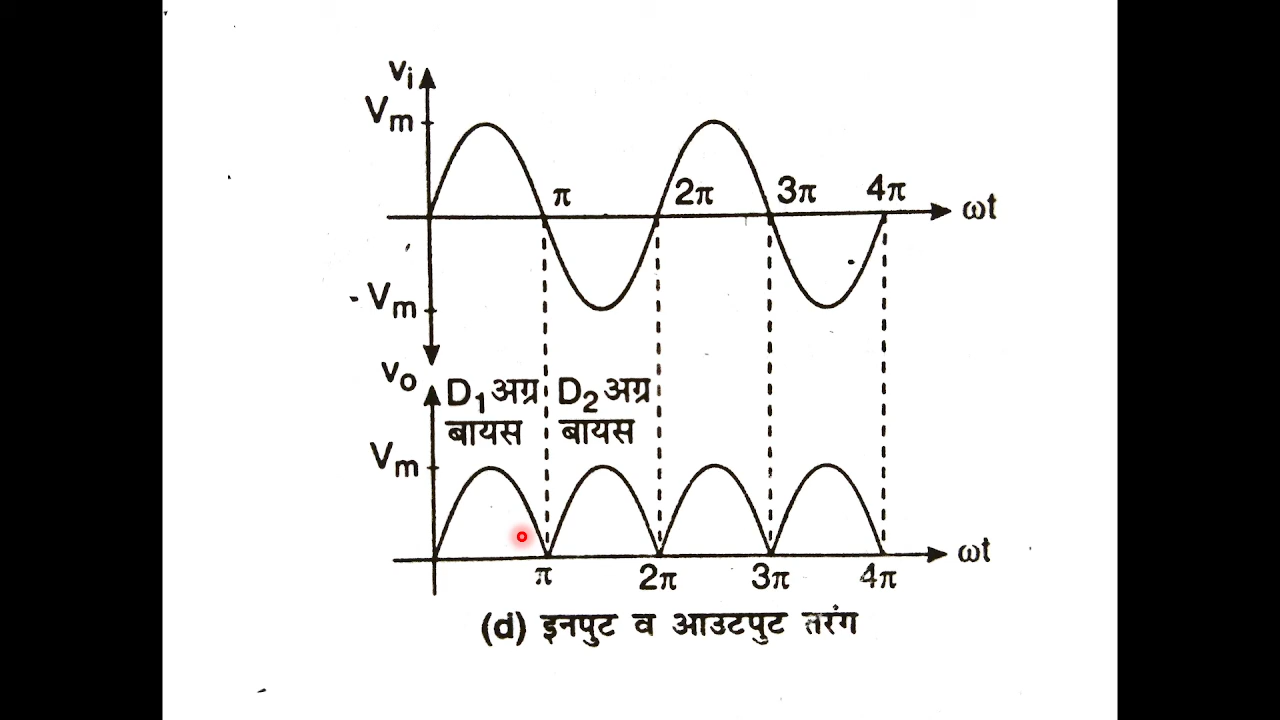 vi
Vm
π 2π 3π 4π
ωt
- Vm
vo
D1 अग्र D2 अग्र
बायस बायस
Vm
ωt
π 2π 3π 4π
(d) इनपुट व आउटपुट तरंग